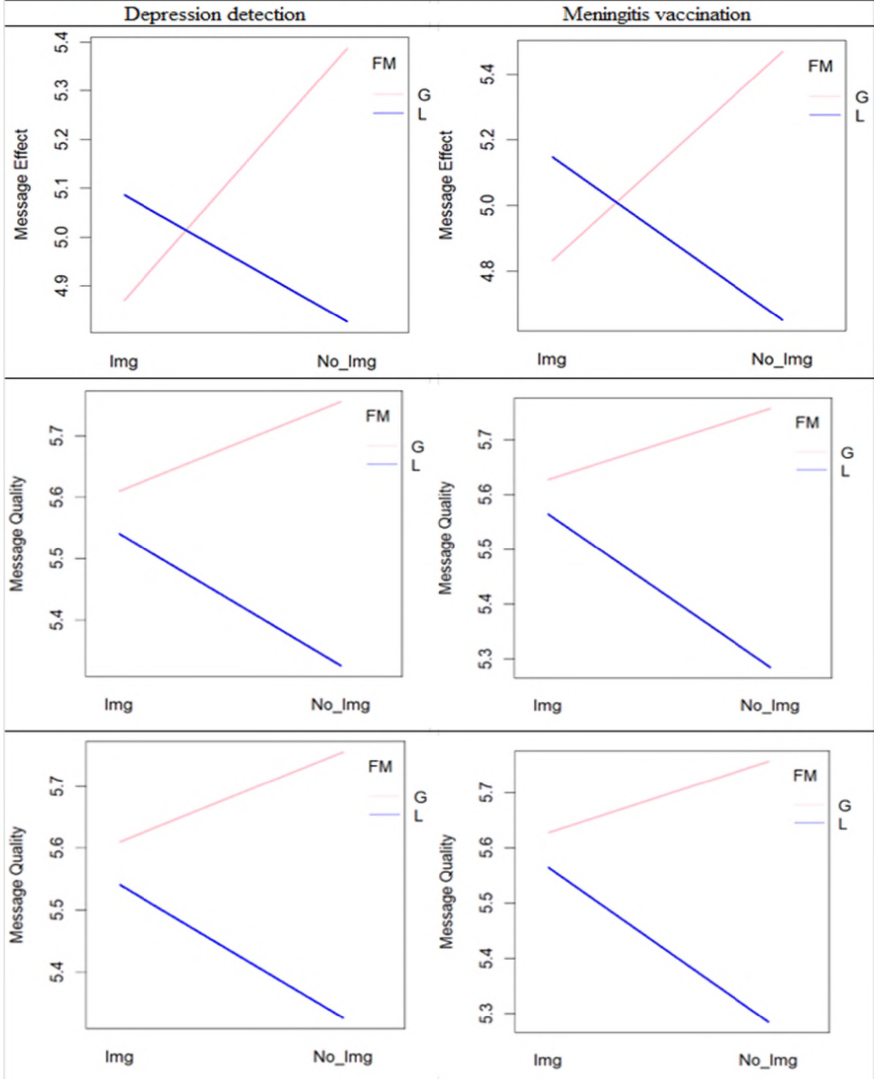 Depression detection
Meningitis vaccination
Message Effect
5.4
5.3
5.2
5.1
5.0
4.9
FM
G
L
Img
No_Img
Message Effect
5.4
5.2
5.0
4.8
FM
G
L
Img
No_Img
Message Quality
5.7
5.6
5.5
5.4
FM
G
L
Img
No_Img
Message Quality
5.7
5.6
5.5
5.4
5.3
FM
G
L
Img
No_Img
Message Quality
5.7
5.6
5.5
5.4
FM
G
L
Img
No_Img
Message Quality
5.7
5.6
5.5
5.4
5.3
FM
G
L
Img
No_Img